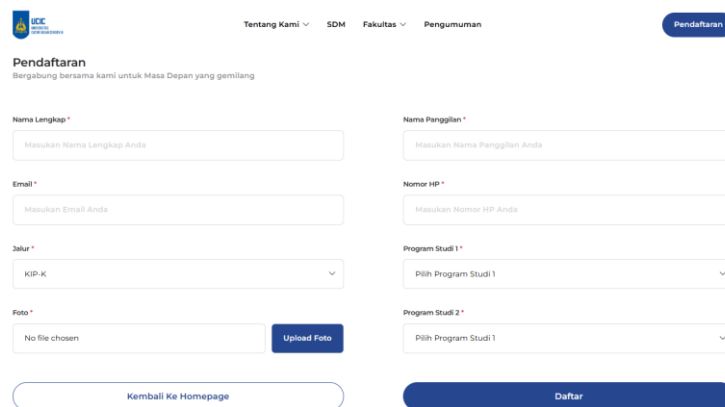 UCIC
Tentang Kami SDM Fakultas Pengumuman Pendaftaran
Pendaftaran
Bergabung bersama kami untuk Masa Depan yang gemilang
Nama Lengkap * Nama Panggilan *
Masukan Nama Lengkap Anda Masukan Nama Panggilan Anda
Email * Nomor HP *
Masukan Email Anda Masukan Nomor HP Anda
Jalur * Program Studi 1 *
KIP-K Pilih Program Studi 1
Foto * Program Studi 2 *
No file chosen Upload Foto Pilih Program Studi 1
Kembali Ke Homepage Daftar